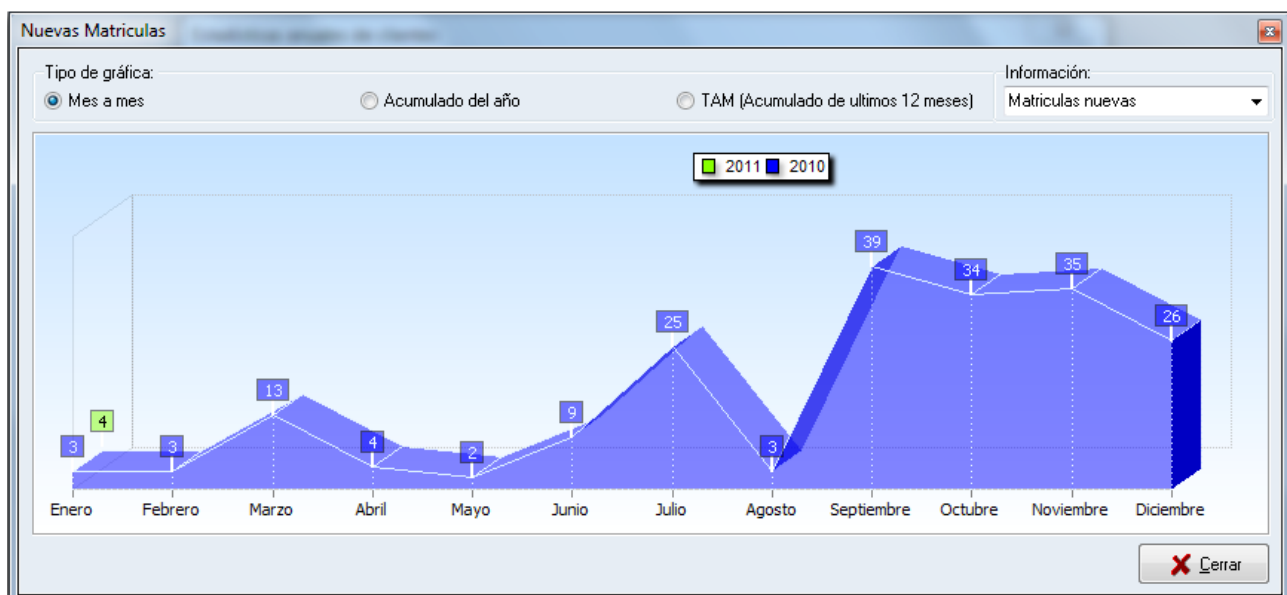 Nuevas Matriculas
Tipo de gráfica:
Información:
Mes a mes
Acumulado del año
TAM (Acumulado de ultimos 12 meses)
Matriculas nuevas
2011 2010
39
34
35
26
25
13
9
4
3
3
4
2
3
Enero Febrero Marzo Abril Mayo Junio Julio Agosto Septiembre Octubre Noviembre Diciembre
Cerrar